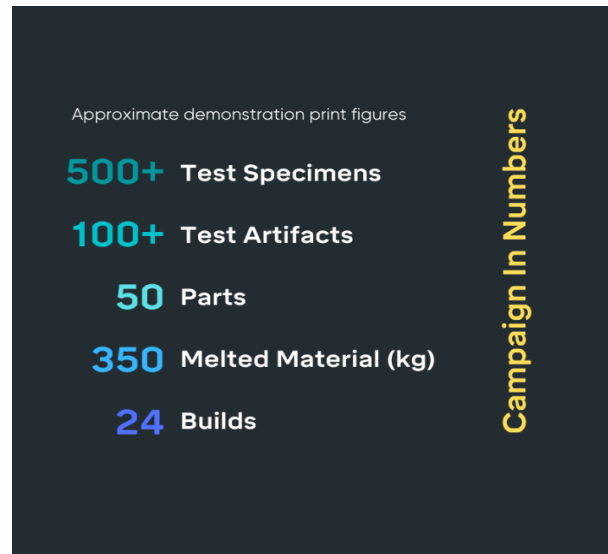 Approximate demonstration print figures
500+ Test Specimens
100+ Test Artifacts
50 Parts
350 Melted Material (kg)
24 Builds
Campaign In Numbers